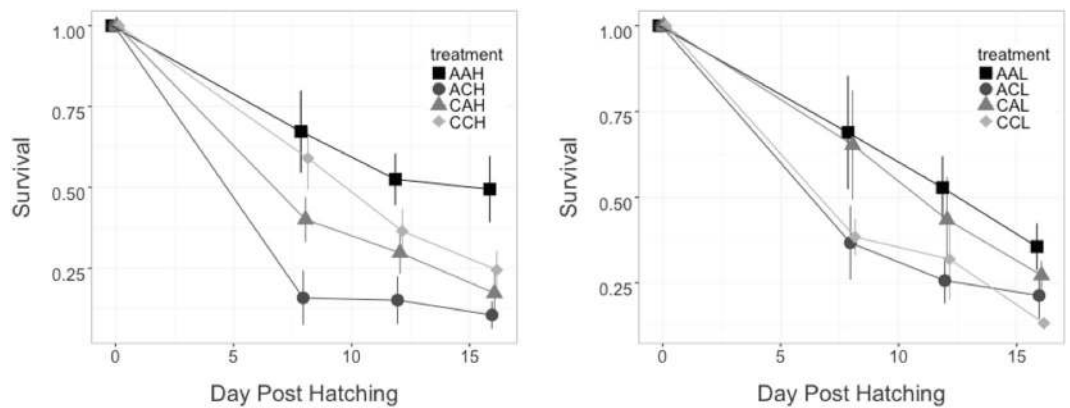 1.00
0.75
0.50
0.25
Survival
0
5
10
15
Day Post Hatching
treatment
AAH
ACH
CAH
CCH
1.00
0.75
0.50
0.25
Survival
0
5
10
15
Day Post Hatching
treatment
AAL
ACL
CAL
CCL